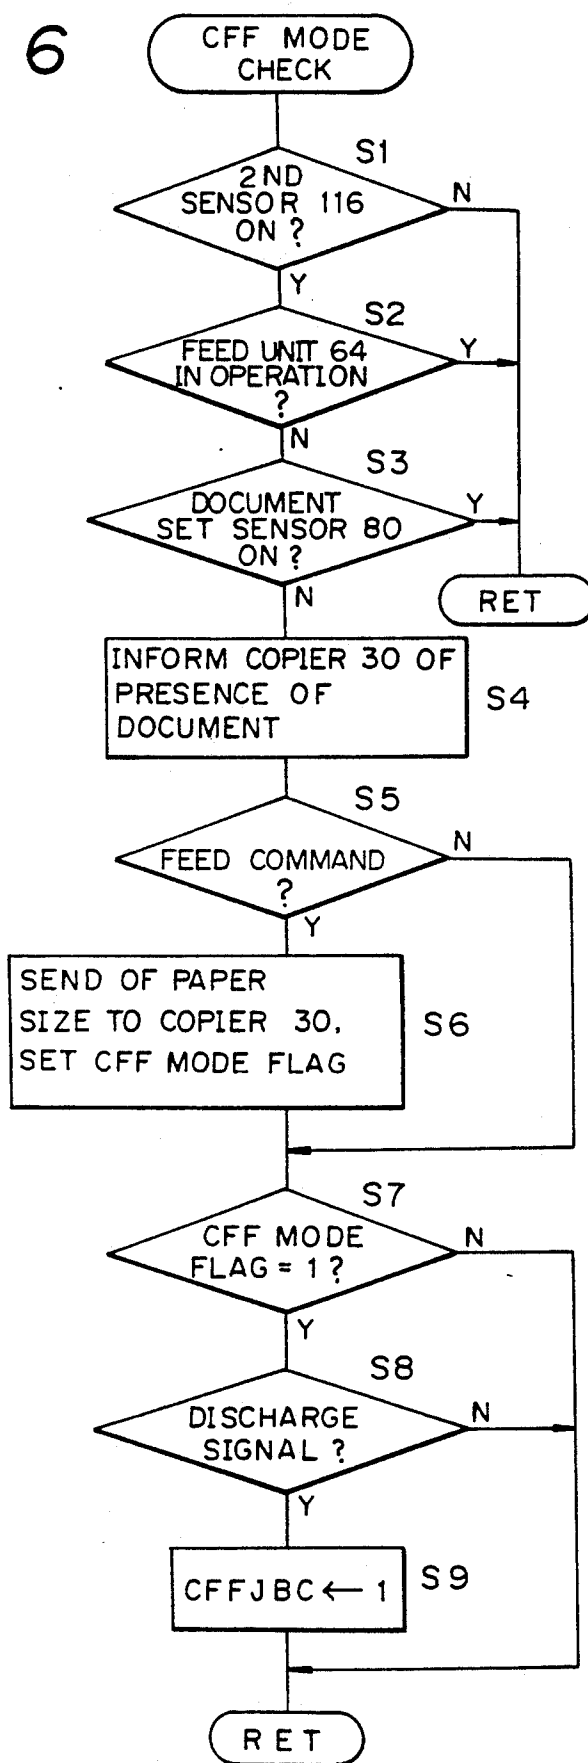 6
CFF MODE
CHECK
S1
2ND
SENSOR 116
ON ?
N
Y
S2
FEED UNIT 64
IN OPERATION
?
Y
N
S3
DOCUMENT
SET SENSOR 80
ON ?
Y
N
RET
INFORM COPIER 30 OF
PRESENCE OF
DOCUMENT
S4
S5
FEED COMMAND
?
N
Y
SEND OF PAPER
SIZE TO COPIER 30,
SET CFF MODE FLAG
S6
S7
CFF MODE
FLAG = 1 ?
N
Y
S8
DISCHARGE
SIGNAL ?
N
Y
CFFJBC ← 1
S9
RET